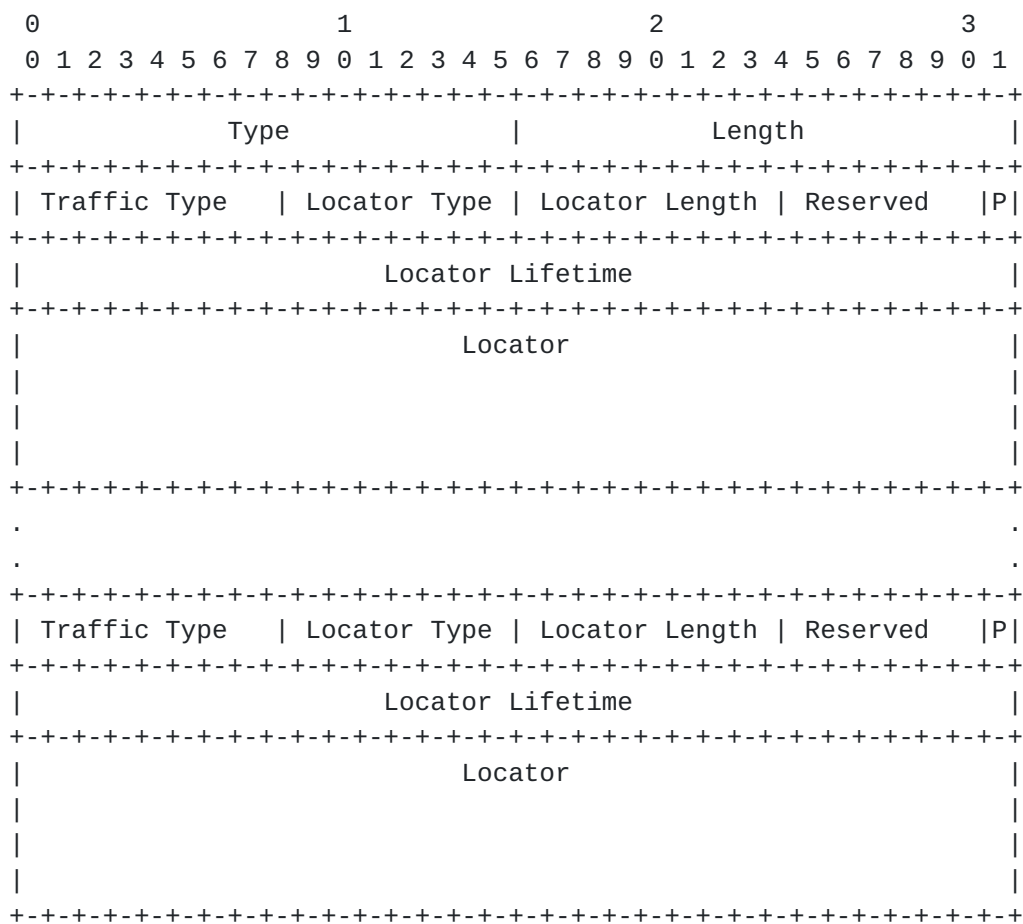 0                   1                   2                   3
 0 1 2 3 4 5 6 7 8 9 0 1 2 3 4 5 6 7 8 9 0 1 2 3 4 5 6 7 8 9 0 1
+-+-+-+-+-+-+-+-+-+-+-+-+-+-+-+-+-+-+-+-+-+-+-+-+-+-+-+-+-+-+-+-+
|             Type              |            Length             |
+-+-+-+-+-+-+-+-+-+-+-+-+-+-+-+-+-+-+-+-+-+-+-+-+-+-+-+-+-+-+-+-+
| Traffic Type   | Locator Type | Locator Length | Reserved   |P|
+-+-+-+-+-+-+-+-+-+-+-+-+-+-+-+-+-+-+-+-+-+-+-+-+-+-+-+-+-+-+-+-+
|                       Locator Lifetime                        |
+-+-+-+-+-+-+-+-+-+-+-+-+-+-+-+-+-+-+-+-+-+-+-+-+-+-+-+-+-+-+-+-+
|                            Locator                            |
|                                                               |
|                                                               |
|                                                               |
+-+-+-+-+-+-+-+-+-+-+-+-+-+-+-+-+-+-+-+-+-+-+-+-+-+-+-+-+-+-+-+-+
.                                                               .
.                                                               .
+-+-+-+-+-+-+-+-+-+-+-+-+-+-+-+-+-+-+-+-+-+-+-+-+-+-+-+-+-+-+-+-+
| Traffic Type   | Locator Type | Locator Length | Reserved   |P|
+-+-+-+-+-+-+-+-+-+-+-+-+-+-+-+-+-+-+-+-+-+-+-+-+-+-+-+-+-+-+-+-+
|                       Locator Lifetime                        |
+-+-+-+-+-+-+-+-+-+-+-+-+-+-+-+-+-+-+-+-+-+-+-+-+-+-+-+-+-+-+-+-+
|                            Locator                            |
|                                                               |
|                                                               |
|                                                               |
+-+-+-+-+-+-+-+-+-+-+-+-+-+-+-+-+-+-+-+-+-+-+-+-+-+-+-+-+-+-+-+-+